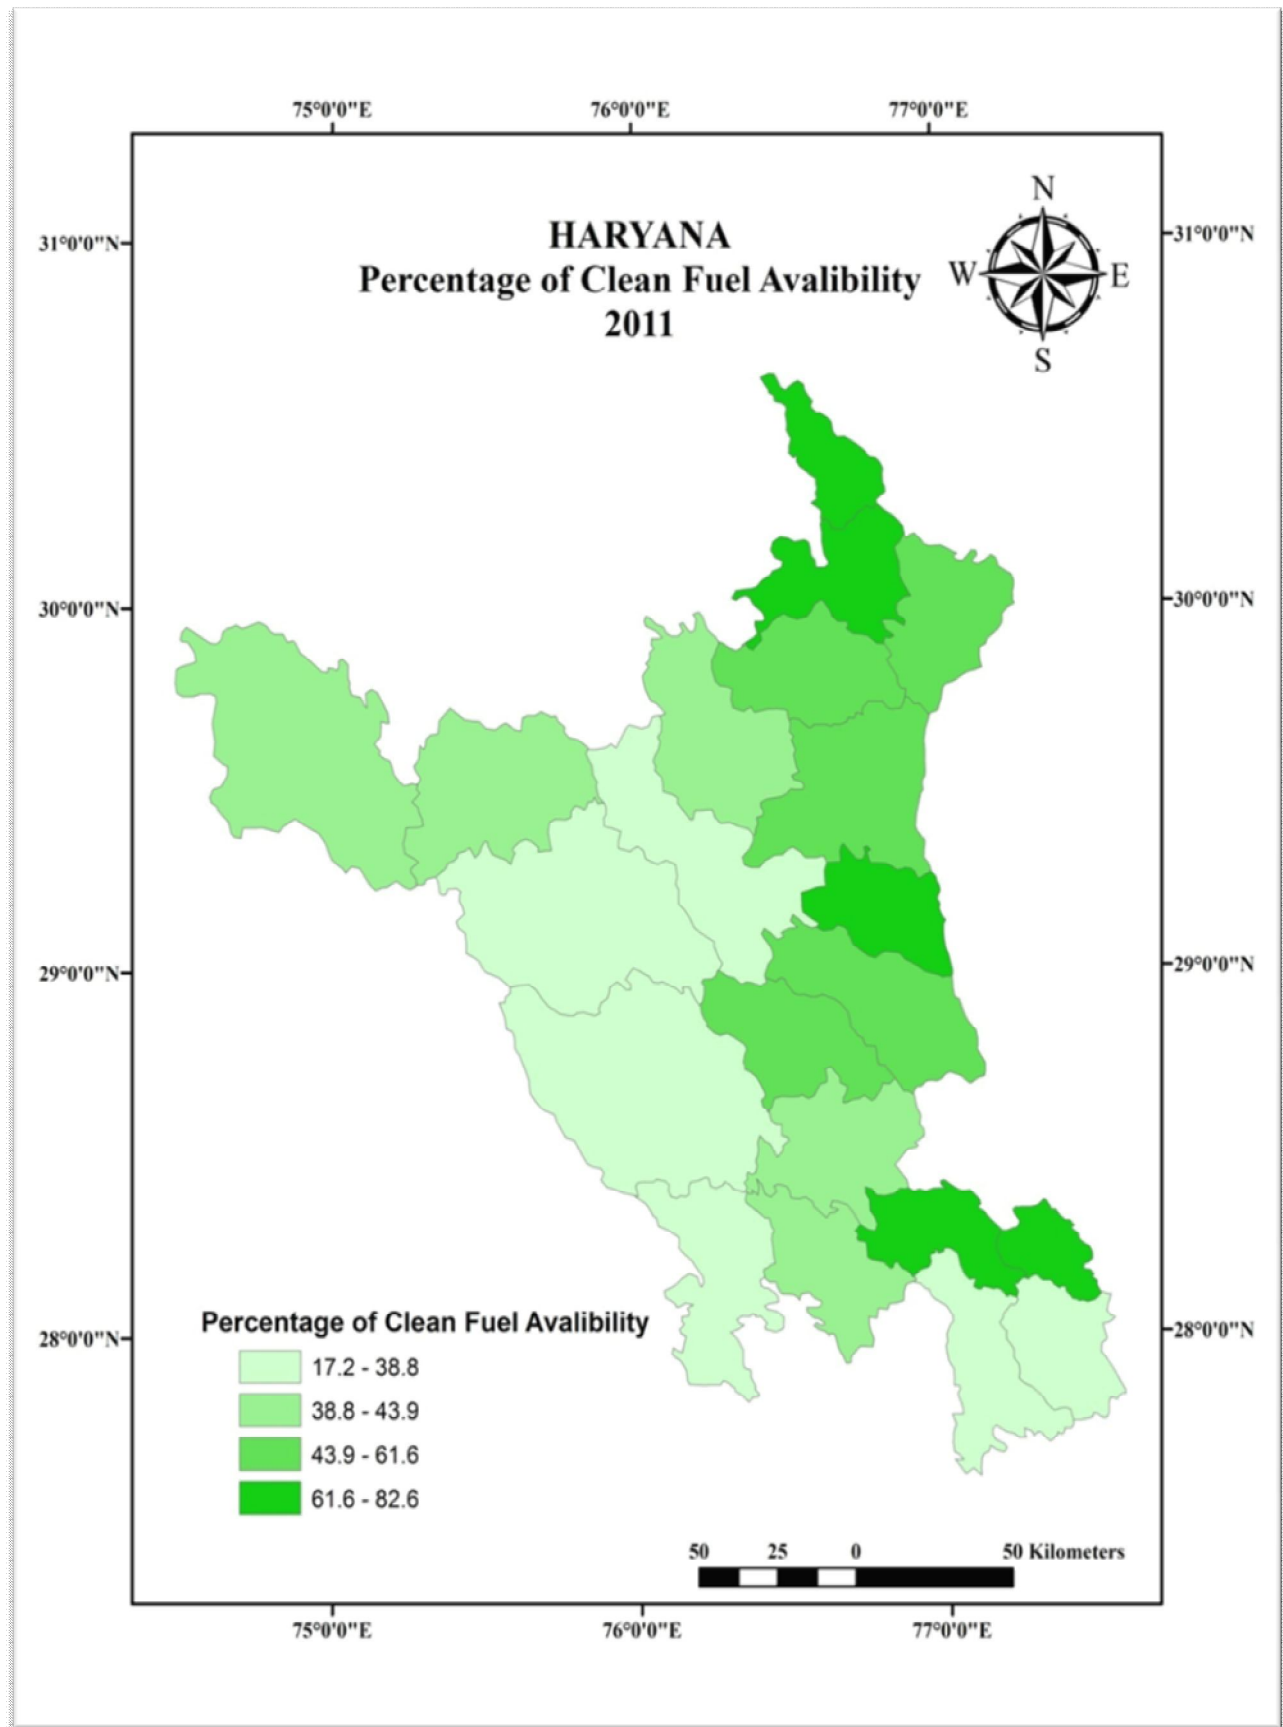 75°0'0"E 76°0'0"E 77°0'0"E
N
31°0'0"N 31°0'0"N
HARYANA
W E
Percentage of Clean Fuel Avalibility
2011
S
30°0'0"N 30°0'0"N
29°0'0"N 29°0'0"N
Percentage of Clean Fuel Avalibility
28°0'0"N 28°0'0"N
17.2 - 38.8
38.8 - 43.9
43.9 - 61.6
61.6 - 82.6
50 25 0 50 Kilometers
75°0'0"E 76°0'0"E 77°0'0"E